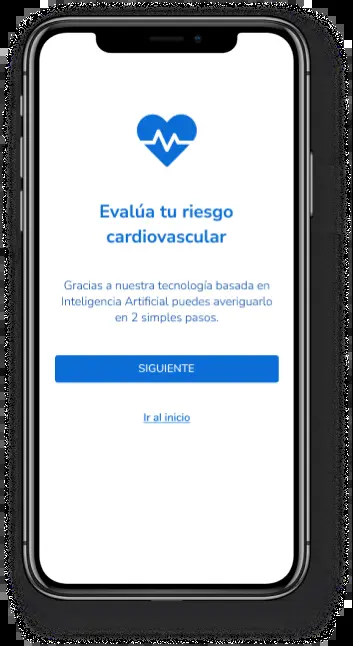 Evalúa tu riesgo
cardiovascular
Gracias a nuestra tecnología basada en
Inteligencia Artificial puedes averiguarlo
en 2 simples pasos.
SIGUIENTE
Ir al inicio